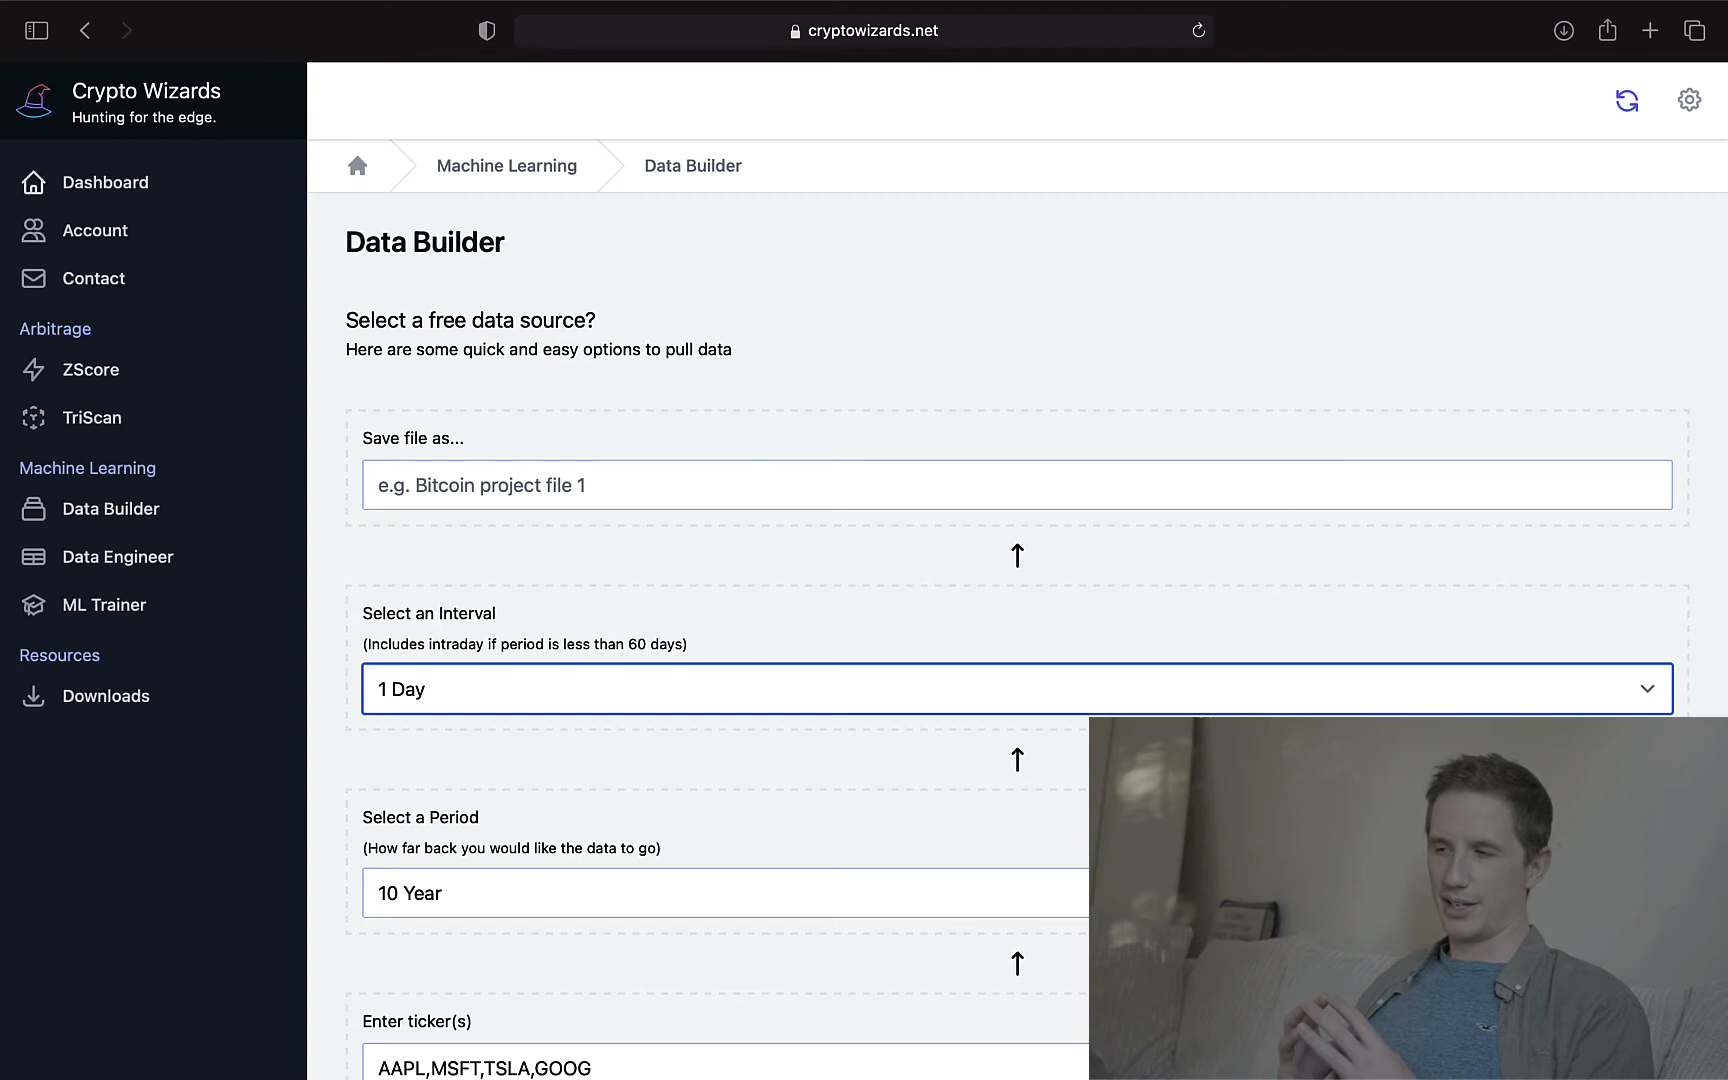 cryptowizards.net
Crypto Wizards
Hunting for the edge.
Dashboard
Account
Contact
Arbitrage
ZScore
TriScan
Machine Learning
Data Builder
Data Engineer
ML Trainer
Resources
Downloads
Machine Learning
Data Builder
Data Builder
Select a free data source?
Here are some quick and easy options to pull data
Save file as...
e.g. Bitcoin project file 1
Select an Interval
(Includes intraday if period is less than 60 days)
1 Day
Select a Period
(How far back you would like the data to go)
10 Year
Enter ticker(s)
AAPL,MSFT,TSLA,GOOG